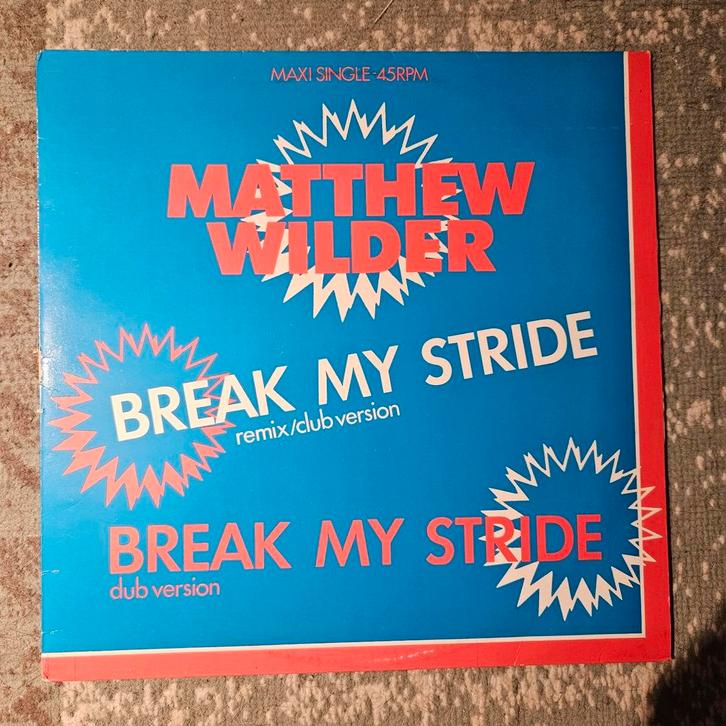 MAXI SINGLE-45RPM
MATTHEW
WILDER
BREAK MY STRIDE
remix/club version
BREAK MY STRIDE
dub version